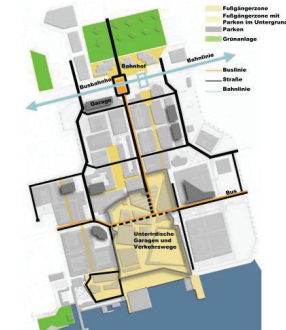 Fußgängerzone
Fußgängerzone mit
Parken im Untergrund
Parken
Grünanlage
Buslinie
Straße
Bahnlinie
Bahnhof
Bahnhof
Bahnlinie
Busbahnhof
Garage
Bus
Unterirdische
Garagen und
Verkehrswege